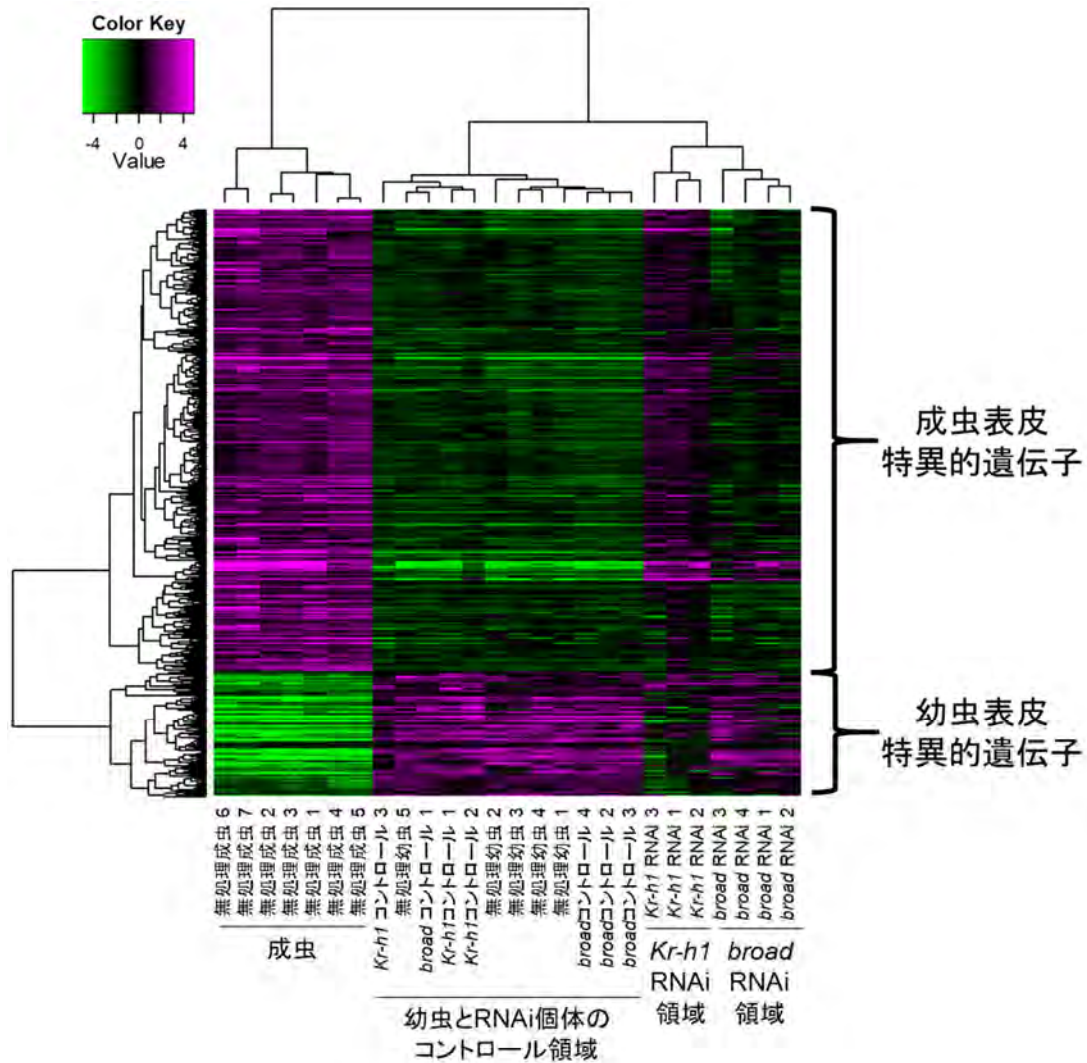 Color Key
-4 0 4
Value
成虫表皮
特異的遺伝子
幼虫表皮
特異的遺伝子
無処理成虫 6
無処理成虫 7
無処理成虫 2
無処理成虫 3
無処理成虫 1
無処理成虫 4
無処理成虫 5
Kr-h1 コントロール 3
無処理幼虫 5
broad コントロール 1
Kr-h1コントロール 1
Kr-h1コントロール 2
無処理幼虫 2
無処理幼虫 3
無処理幼虫 4
無処理幼虫 1
broadコントロール 4
broadコントロール 2
broadコントロール 3
Kr-h1 RNAi 3
Kr-h1 RNAi 1
Kr-h1 RNAi 2
broad RNAi 3
broad RNAi 4
broad RNAi 1
broad RNAi 2
成虫
幼虫とRNAi個体の
コントロール領域
Kr-h1
RNAi
領域
broad
RNAi
領域